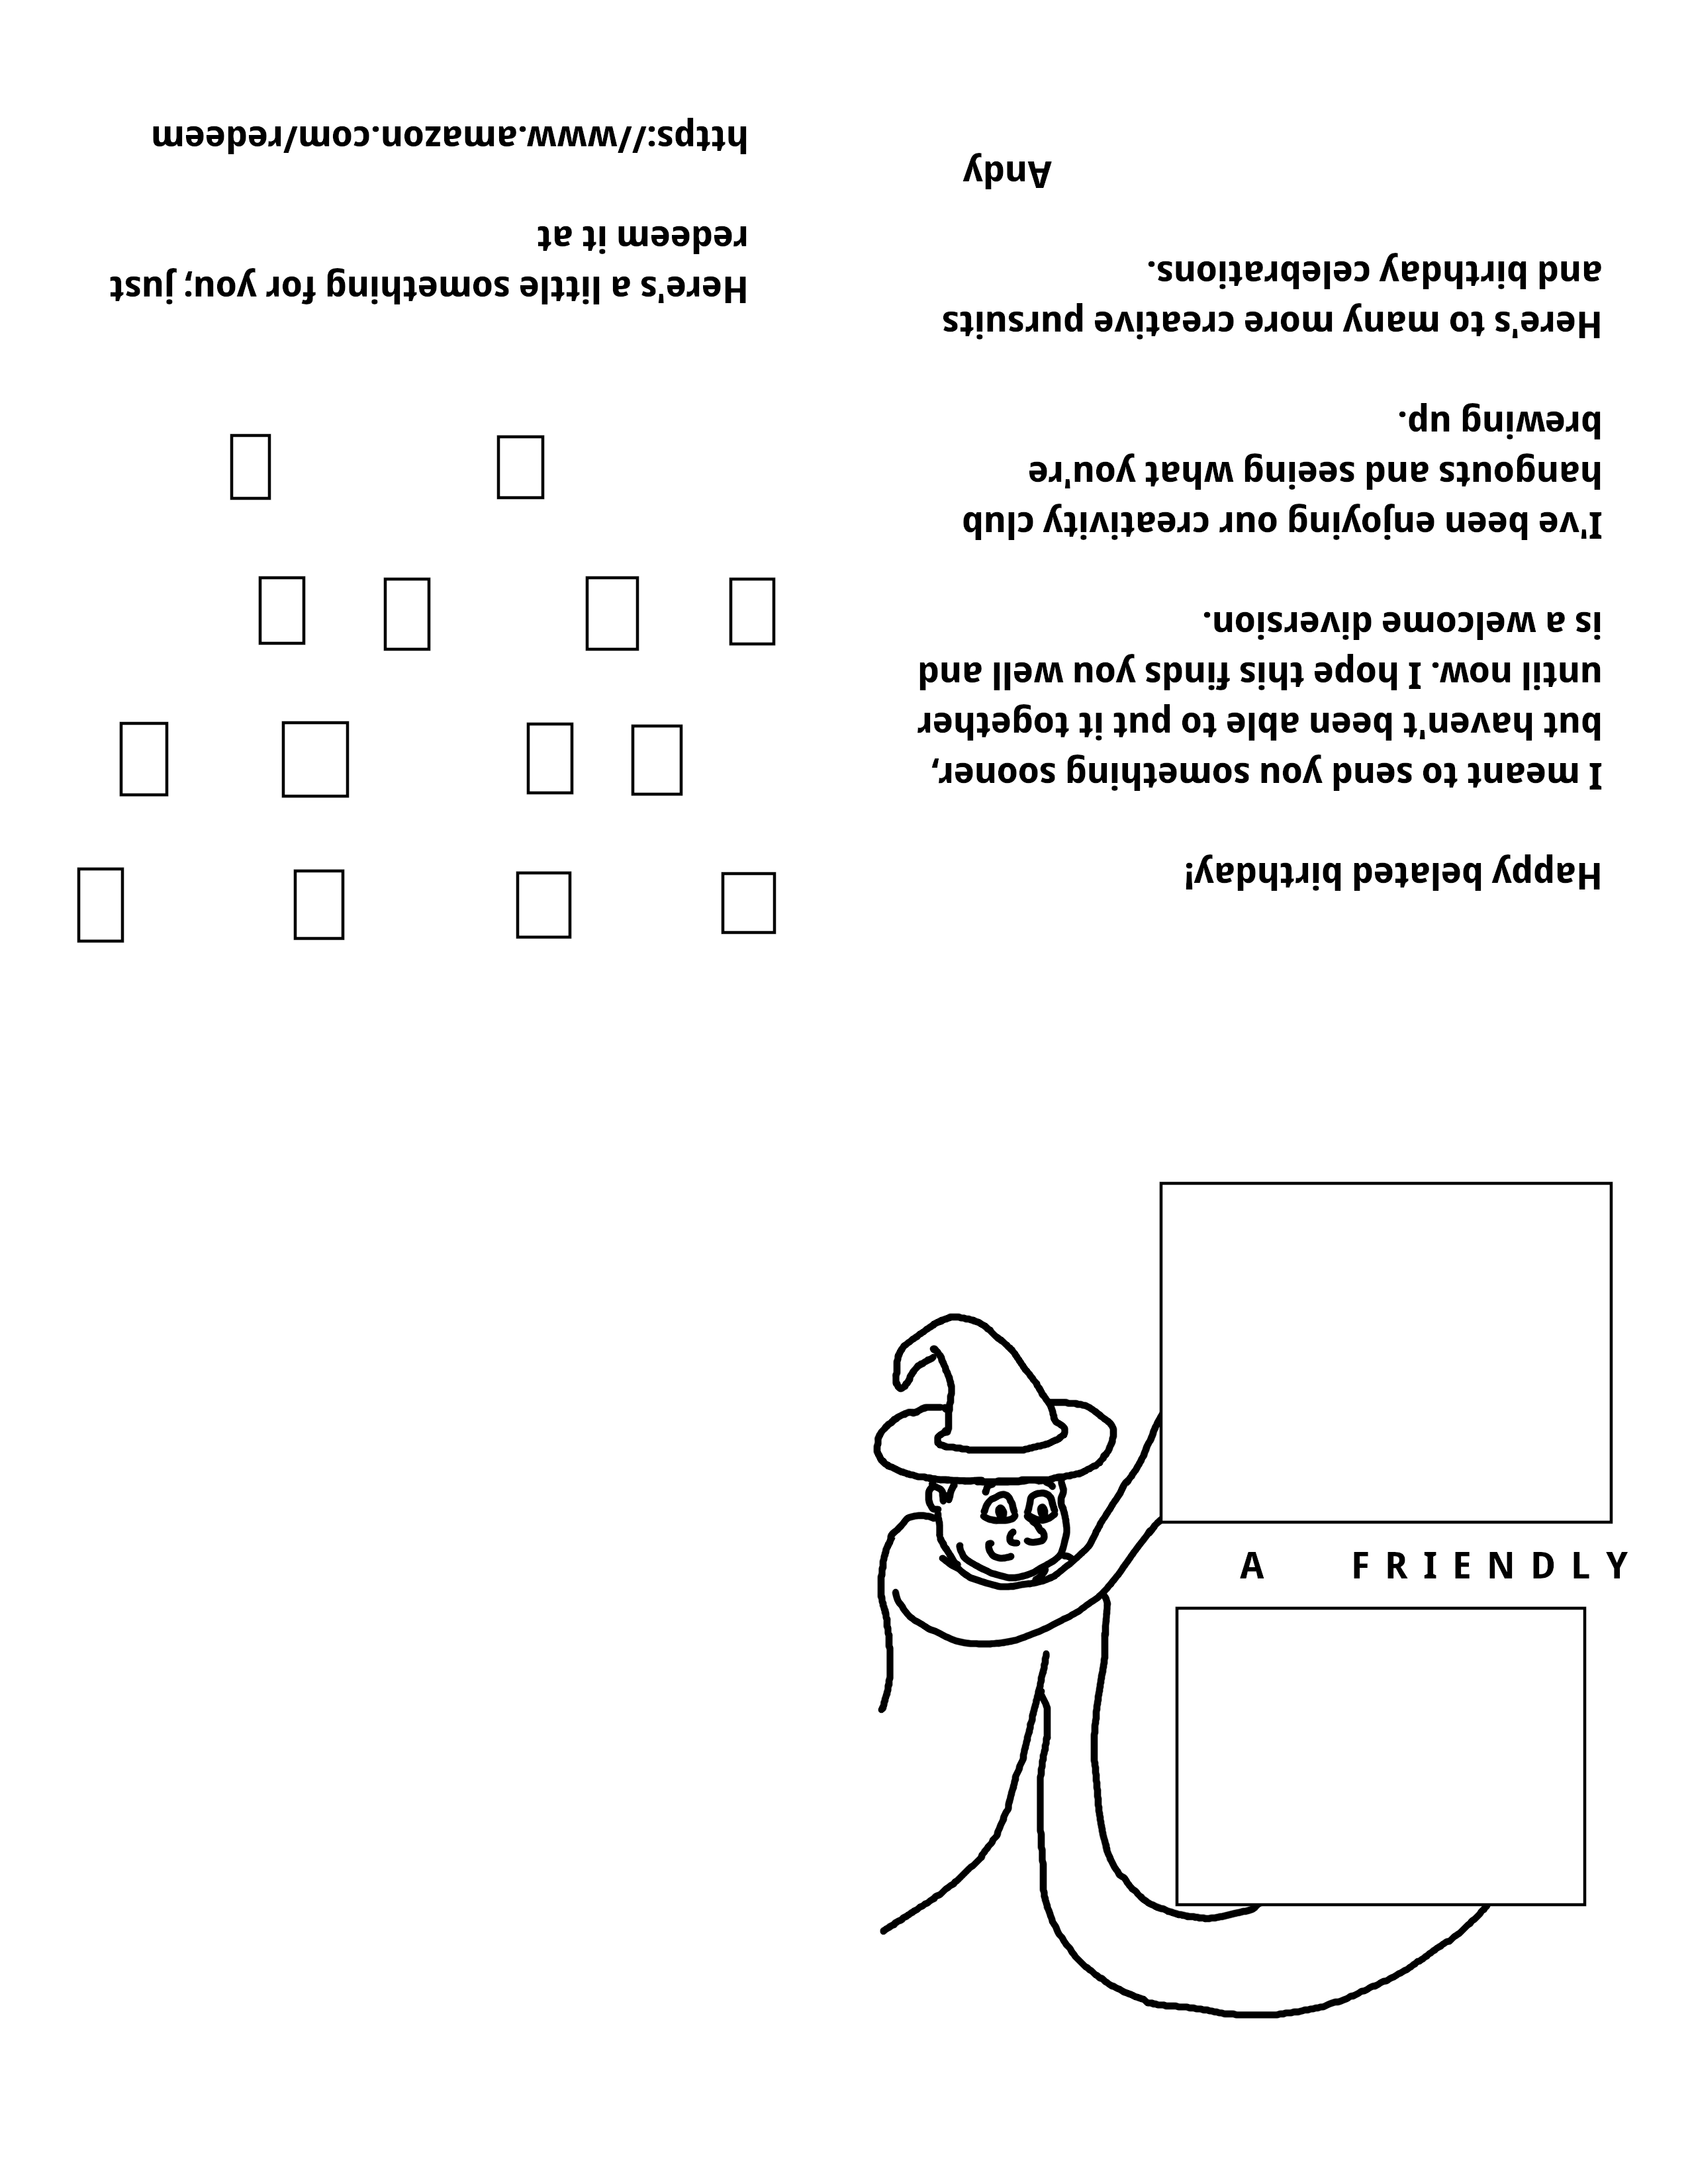 A FRIENDLY
Happy belated birthday!
I meant to send you something sooner,
but haven't been able to put it together
until now. I hope this finds you well and
is a welcome diversion.
I've been enjoying our creativity club
hangouts and seeing what you're
brewing up.
Here's to many more creative pursuits
and birthday celebrations.
Andy
Here's a little something for you; just
redeem it at
https://www.amazon.com/redeem